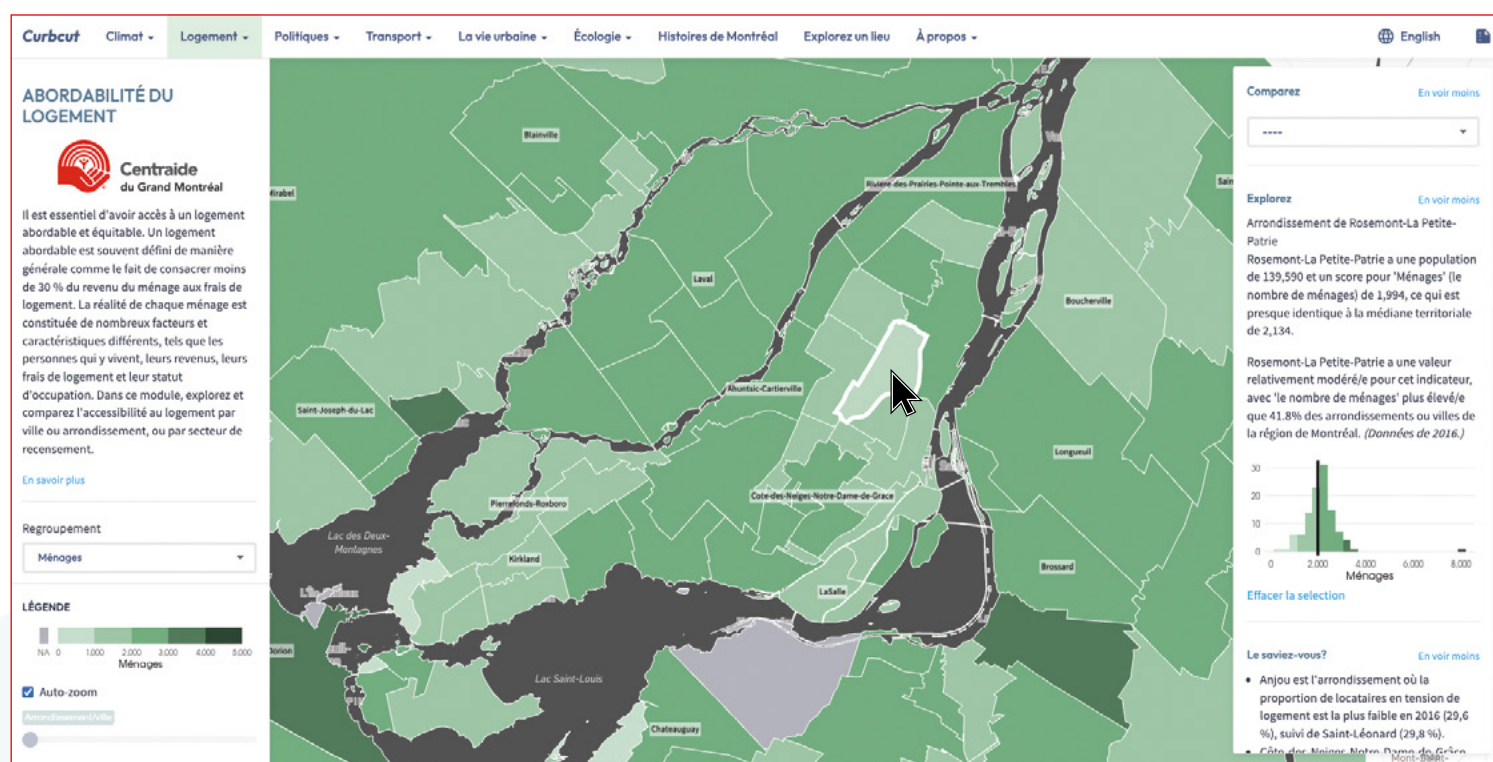 Curbcut
Climat
Logement
Politiques
Transport
La vie urbaine
Écologie
Histoires de Montréal
Explorez un lieu
À propos
English
ABORDABILITÉ DU
LOGEMENT
Centraide
du Grand Montréal
Il est essentiel d'avoir accès à un logement
abordable et équitable. Un logement
abordable est souvent défini de manière
générale comme le fait de consacrer moins
de 30 % du revenu du ménage aux frais de
logement. La réalité de chaque ménage est
constituée de nombreux facteurs et
caractéristiques différents, tels que les
personnes qui y vivent, leurs revenus, leurs
frais de logement et leur statut
d'occupation. Dans ce module, explorez et
comparez l'accessibilité au logement par
ville ou arrondissement, ou par secteur de
recensement.
En savoir plus
Regroupement
Ménages
LÉGENDE
NA 0 1.000 2.000 3.000 4.000 5.000
Ménages
Auto-zoom
Arrondissement/ville
Blainville
Mirabel
Rivière-des-Prairies-Pointe-aux-Trembles
Laval
Boucherville
Ahuntsic-Cartierville
Saint-Joseph-du-Lac
Longueuil
Cote-des-Neiges-Notre-Dame-de-Grace
Pierrefonds-Roxboro
Lac des Deux-
Montagnes
Kirkland
Brossard
LaSalle
Dorion
Lac Saint-Louis
Chateauguay
Comparez
En voir moins
----
Explorez
En voir moins
Arrondissement de Rosemont-La Petite-
Patrie
Rosemont-La Petite-Patrie a une population
de 139,590 et un score pour 'Ménages' (le
nombre de ménages) de 1,994, ce qui est
presque identique à la médiane territoriale
de 2,134.
Rosemont-La Petite-Patrie a une valeur
relativement modéré/e pour cet indicateur,
avec 'le nombre de ménages' plus élevé/e
que 41.8% des arrondissements ou villes de
la région de Montréal. (Données de 2016.)
30
20
10
0
0 2.000 4.000 6.000 8.000
Ménages
Effacer la selection
Le saviez-vous?
En voir moins
• Anjou est l'arrondissement où la
proportion de locataires en tension de
logement est la plus faible en 2016 (29,6
%), suivi de Saint-Léonard (29,8 %).
• Côte-des-Neiges-Notre-Dame-de-Grâce
Mont-Saint-